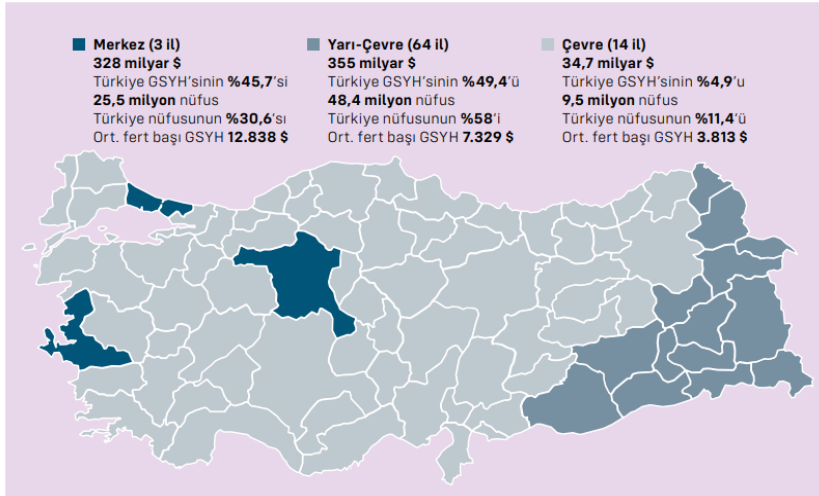 Merkez (3 il)
328 milyar $
Türkiye GSYH’sinin %45,7’si
25,5 milyon nüfus
Türkiye nüfusunun %30,6’sı
Ort. fert başı GSYH 12.838 $
Yarı-Çevre (64 il)
355 milyar $
Türkiye GSYH’sinin %49,4’ü
48,4 milyon nüfus
Türkiye nüfusunun %58’i
Ort. fert başı GSYH 7.329 $
Çevre (14 il)
34,7 milyar $
Türkiye GSYH’sinin %4,9’u
9,5 milyon nüfus
Türkiye nüfusunun %11,4’ü
Ort. fert başı GSYH 3.813 $